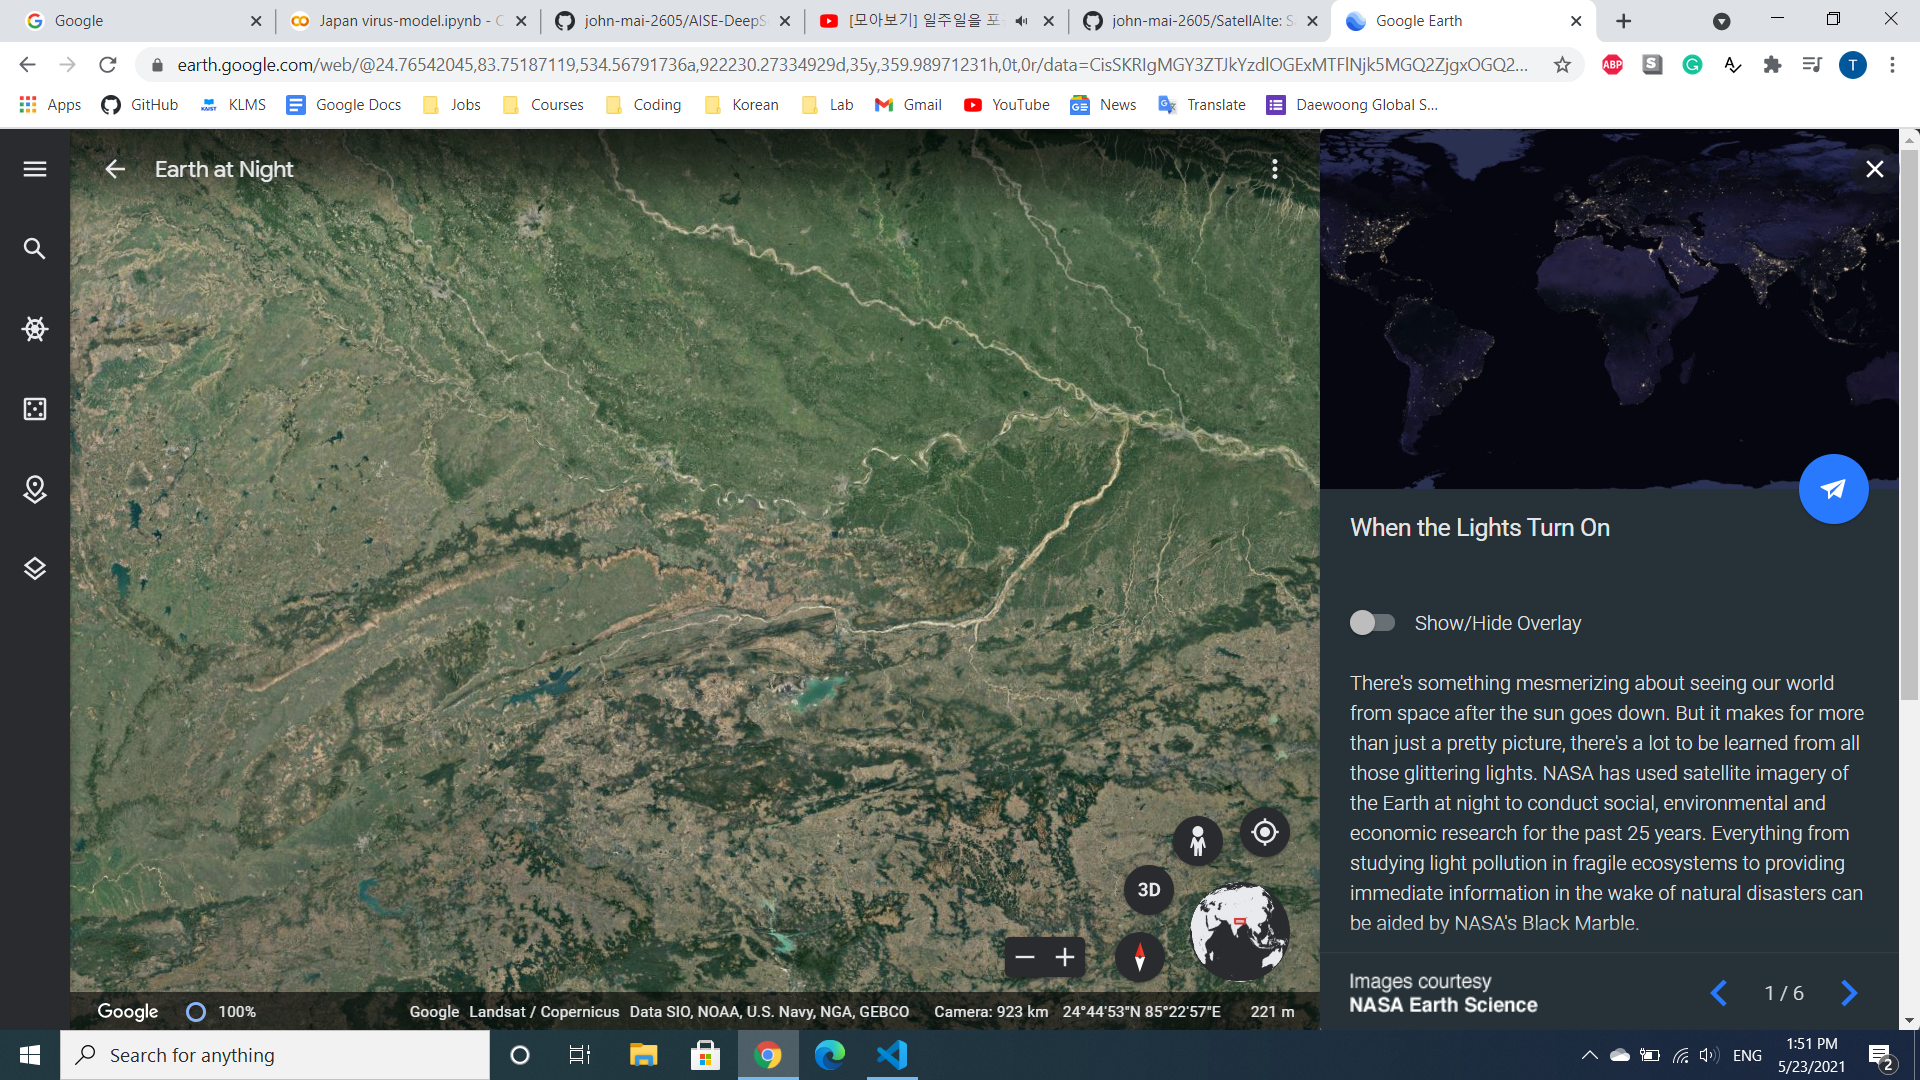 Google
Japan virus-model.ipynb - C
john-mai-2605/AISE-DeepS
[모아보기] 일주일을 포
john-mai-2605/SatellAIte: S
Google Earth
earth.google.com/web/@24.76542045,83.75187119,534.56791736a,922230.27334929d,35y,359.98971231h,0t,0r/data=CisSKRIgMGY3ZTJkYzdlOGExMTFlNjk5MGQ2ZjgxOGQ2...
ABP
S
T
Apps
GitHub
KAIST
KLMS
Google Docs
Jobs
Courses
Coding
Korean
Lab
Gmail
YouTube
News
Translate
Daewoong Global S...
Earth at Night
When the Lights Turn On
Show/Hide Overlay
There's something mesmerizing about seeing our world
from space after the sun goes down. But it makes for more
than just a pretty picture, there's a lot to be learned from all
those glittering lights. NASA has used satellite imagery of
the Earth at night to conduct social, environmental and
economic research for the past 25 years. Everything from
studying light pollution in fragile ecosystems to providing
immediate information in the wake of natural disasters can
be aided by NASA's Black Marble.
3D
Images courtesy
NASA Earth Science
1 / 6
Google
100%
Google Landsat / Copernicus Data SIO, NOAA, U.S. Navy, NGA, GEBCO Camera: 923 km 24°44'53"N 85°22'57"E 221 m
Search for anything
ENG
1:51 PM
5/23/2021
2